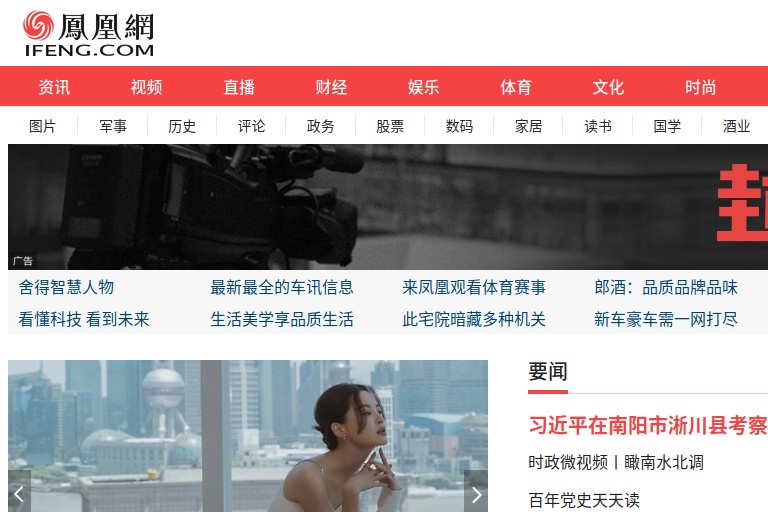 鳳凰網
IFENG.COM
资讯 视频 直播 财经 娱乐 体育 文化 时尚
图片 军事 历史 评论 政务 股票 数码 家居 读书 国学 酒业
广告
舍得智慧人物 最新最全的车讯信息 来凤凰观看体育赛事 郎酒：品质品牌品味
看懂科技 看到未来 生活美学享品质生活 此宅院暗藏多种机关 新车豪车需一网打尽
要闻
习近平在南阳市淅川县考察
时政微视频丨瞰南水北调
百年党史天天读